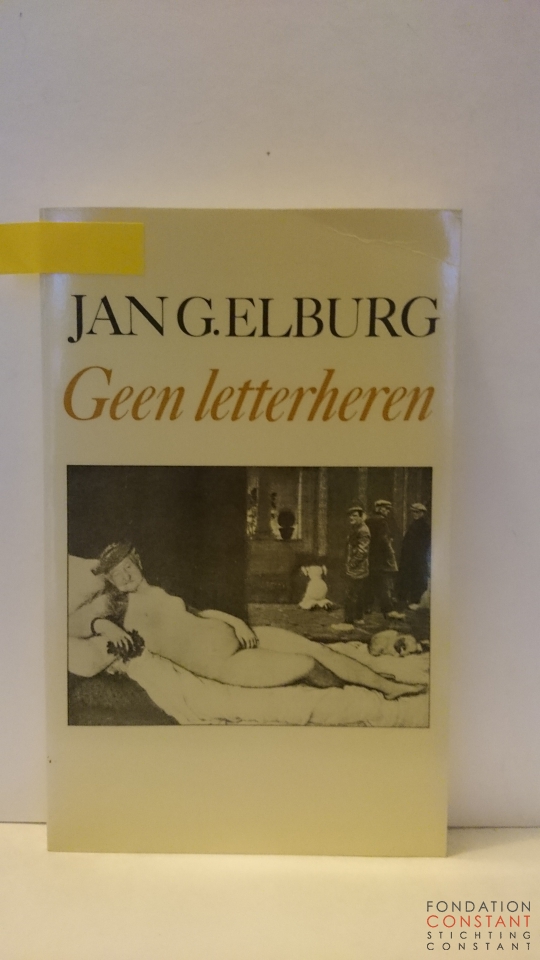 JAN G. ELBURG
Geen letterheren
FONDATION
CONSTANT
STICHTING
CONSTANT